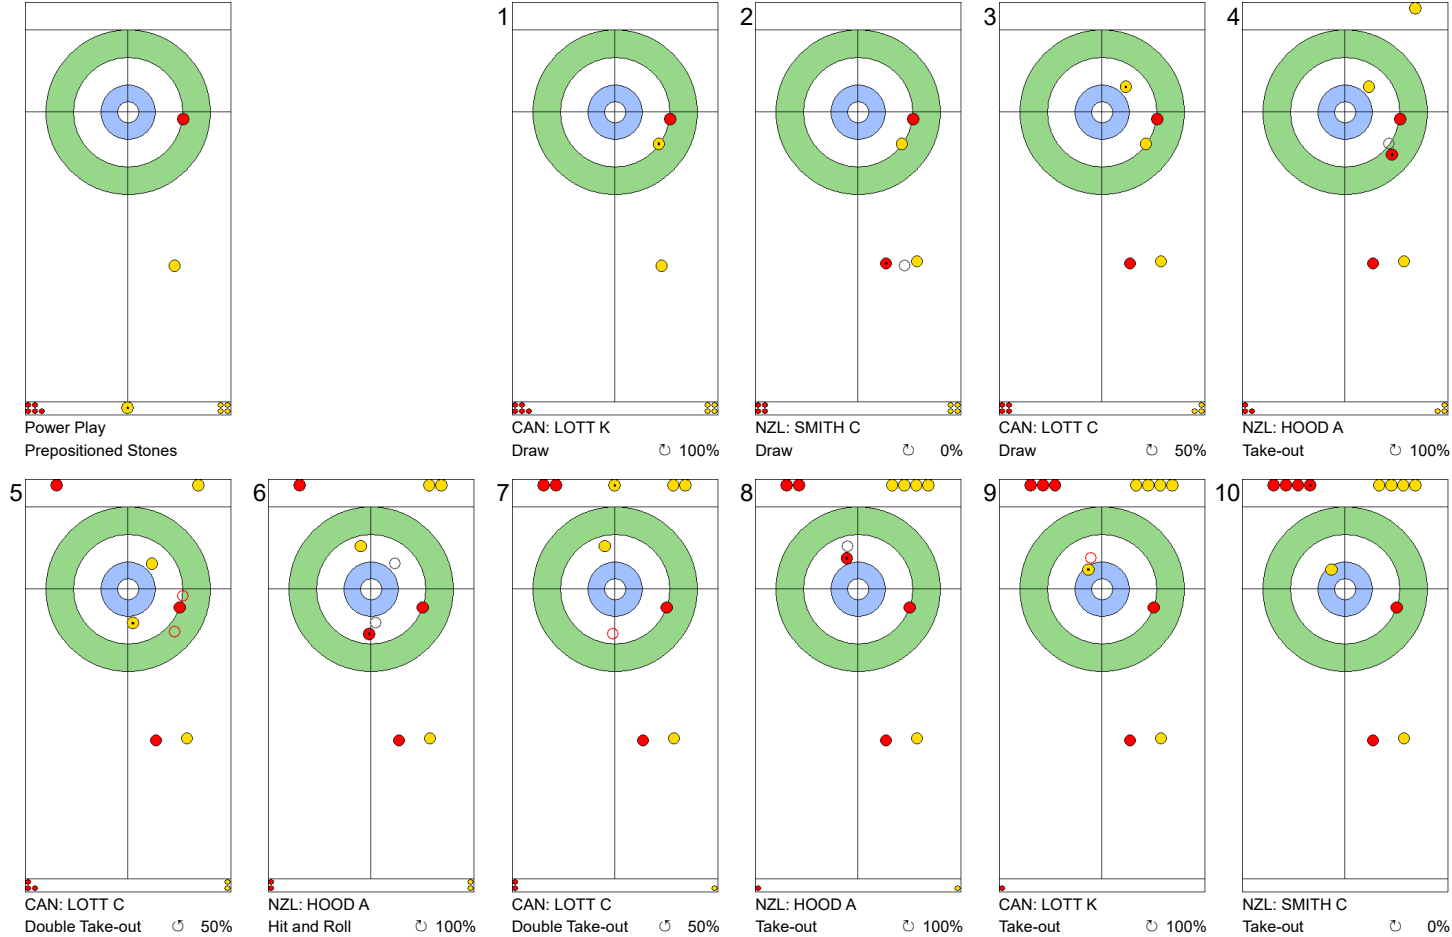 1
2
3
4
Power Play
Prepositioned Stones
CAN: LOTT K
Draw ↻ 100%
NZL: SMITH C
Draw ↻ 0%
CAN: LOTT C
Draw ↻ 50%
NZL: HOOD A
Take-out ↻ 100%
5
6
7
8
9
10
CAN: LOTT C
Double Take-out ↺ 50%
NZL: HOOD A
Hit and Roll ↻ 100%
CAN: LOTT C
Double Take-out ↺ 50%
NZL: HOOD A
Take-out ↻ 100%
CAN: LOTT K
Take-out ↻ 100%
NZL: SMITH C
Take-out ↻ 0%